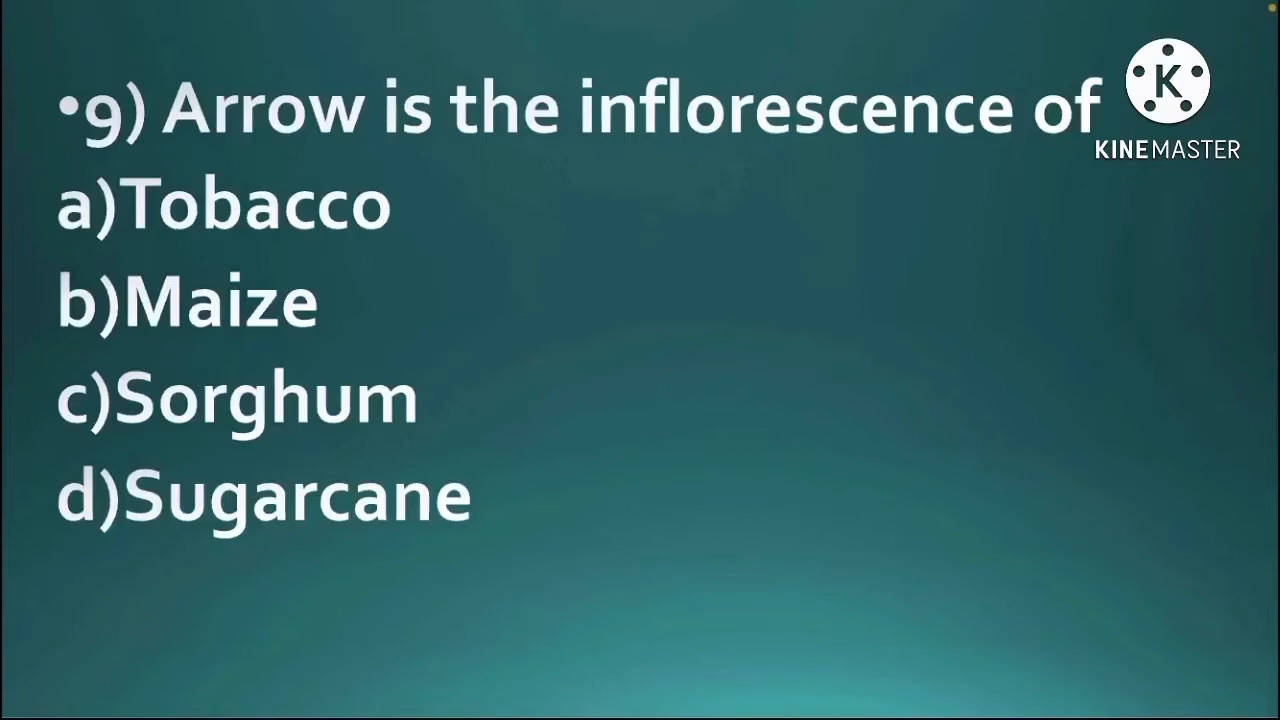 •9) Arrow is the inflorescence of
a)Tobacco
b)Maize
c)Sorghum
d)Sugarcane
K
KINEMASTER